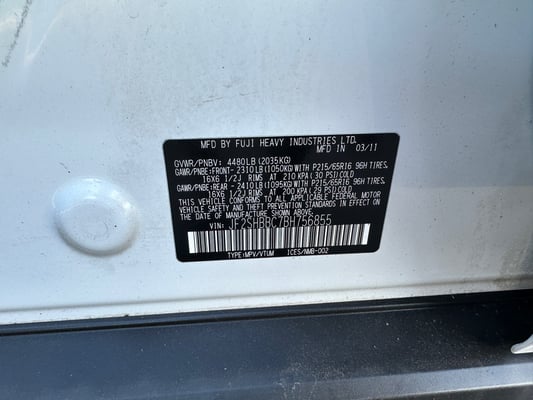 MFD BY FUJI HEAVY INDUSTRIES LTD.
MFD IN 03/11
GVWR/PNBV: 4480LB(2035KG)
GAWR/PNBE:FRONT-2310LB(1050KG)WITH P215/65R16 96H TIRES,
16X6 1/2J RIMS AT 210 KPA(30 PSI)COLD
GAWR/PNBE:REAR -2410LB(1095KG)WITH P215/65R16 96H TIRES,
16X6 1/2J RIMS AT 200 KPA(29 PSI)COLD
THIS VEHICLE CONFORMS TO ALL APPLICABLE FEDERAL MOTOR
VEHICLE SAFETY AND THEFT PREVENTION STANDARDS IN EFFECT
ON THE DATE OF MANUFACTURE SHOWN ABOVE.
VIN: JF2SHBBC7BH756855
TYPE:MPV/VTUM ICES/NMB-002